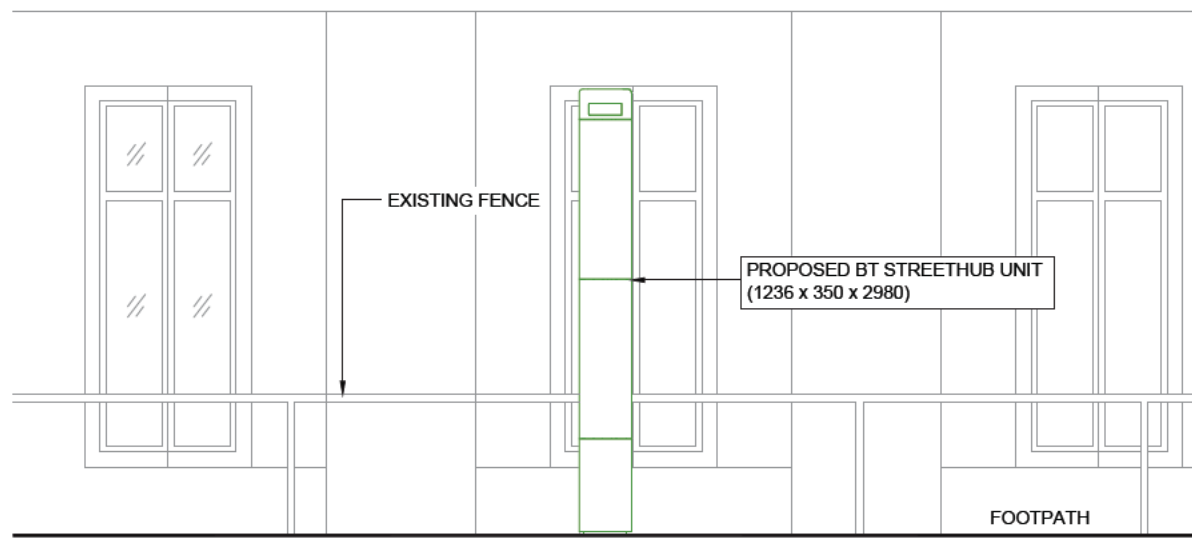 EXISTING FENCE
PROPOSED BT STREETHUB UNIT
(1236 x 350 x 2980)
FOOTPATH